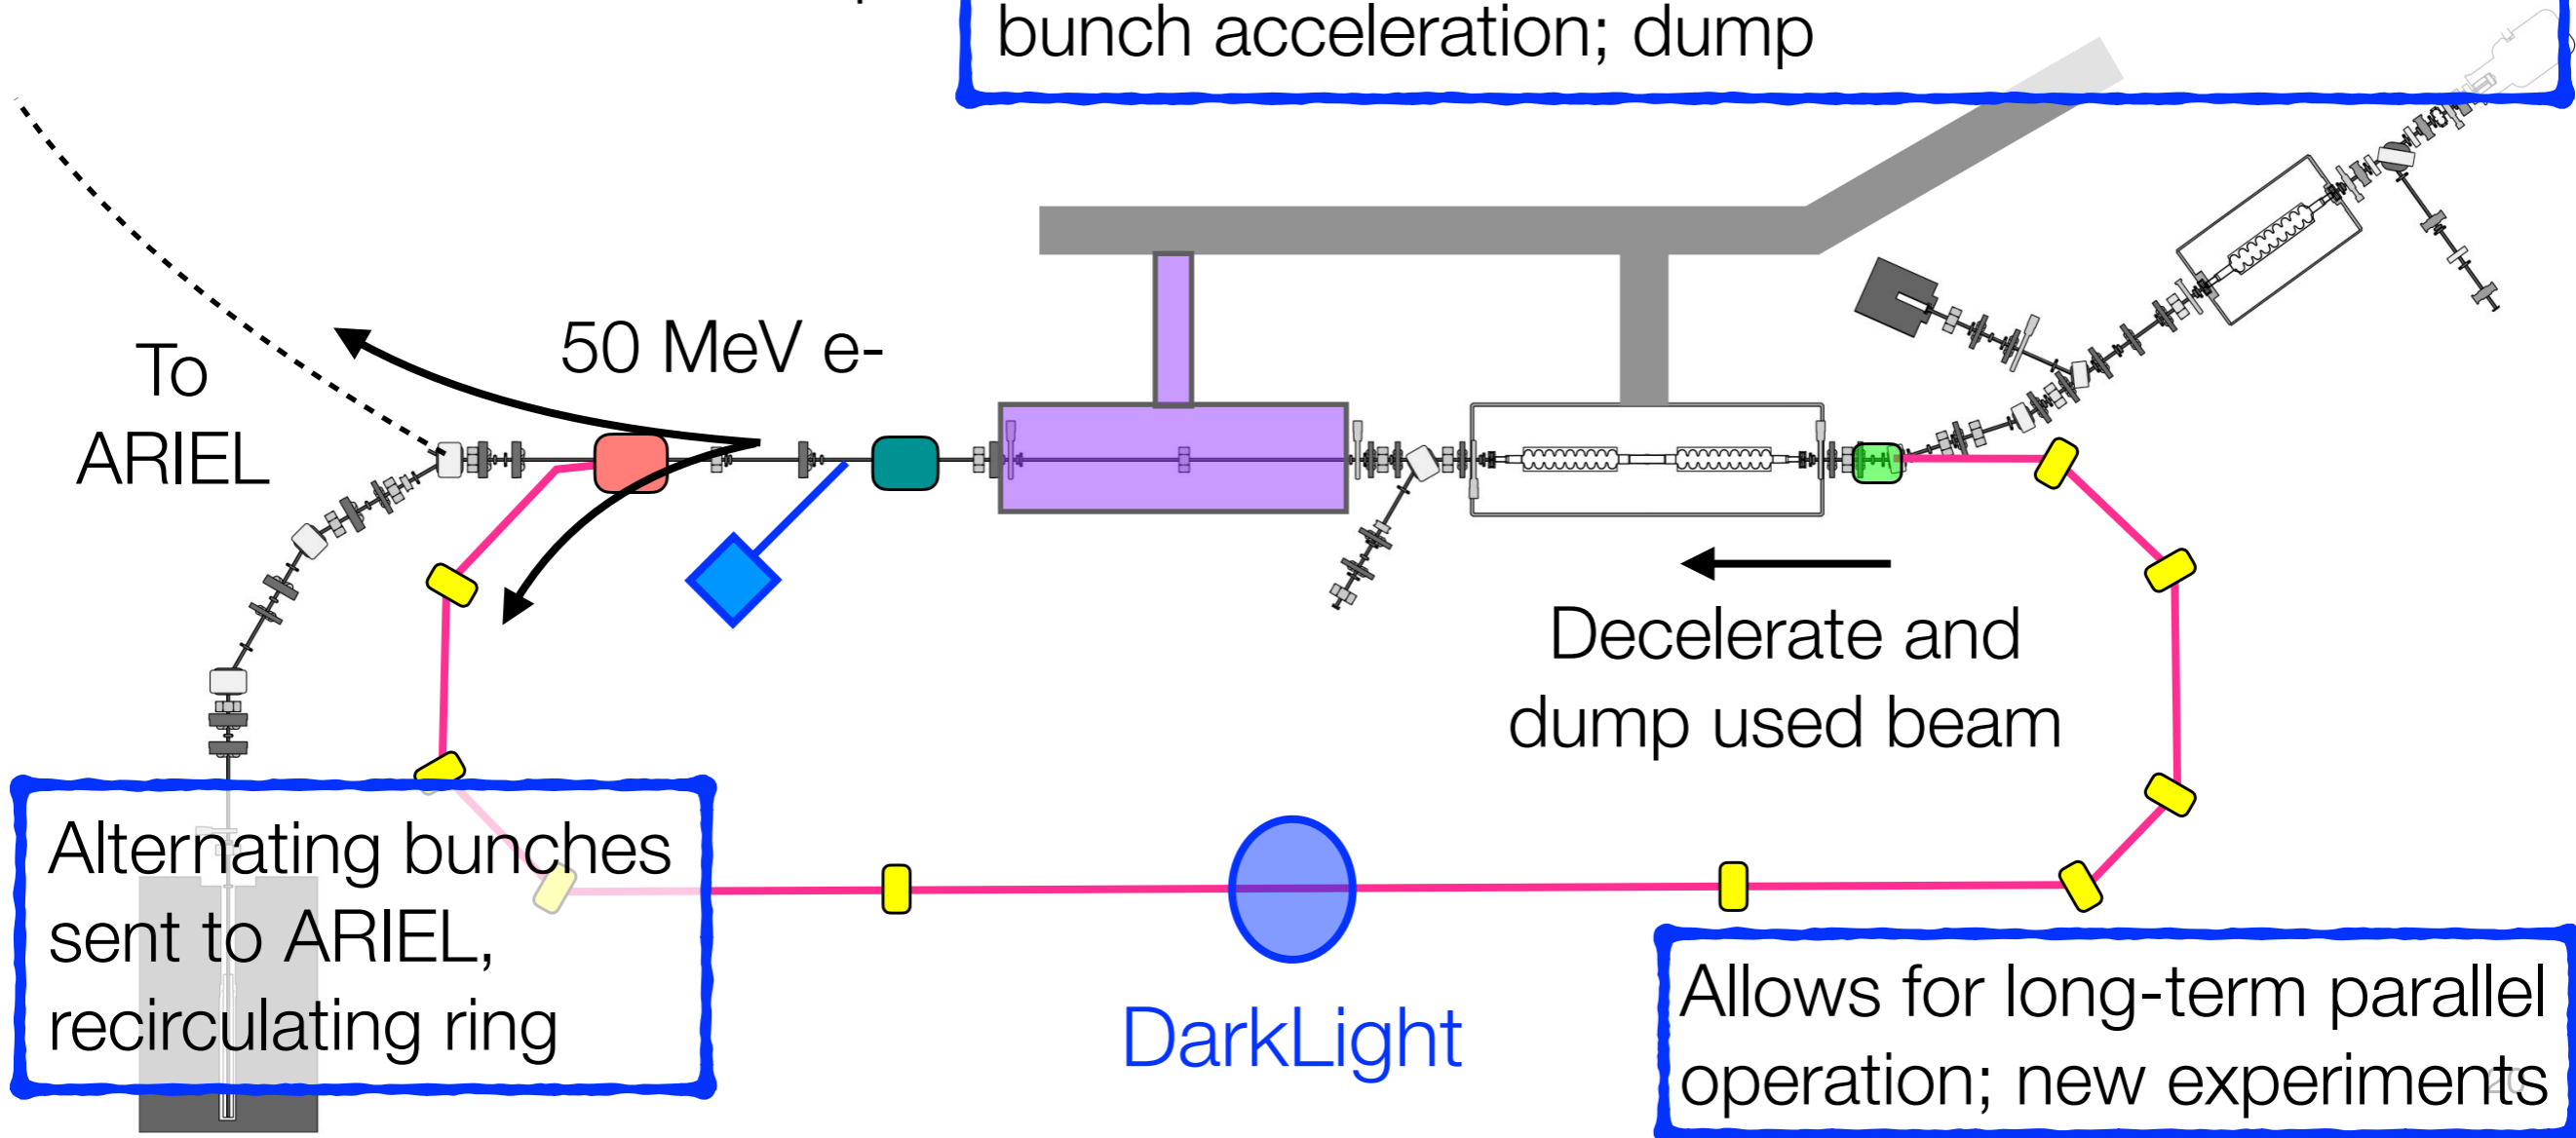 bunch acceleration; dump
50 MeV e-
To
ARIEL
Decelerate and
dump used beam
Alternating bunches
sent to ARIEL,
recirculating ring
DarkLight
Allows for long-term parallel
operation; new experiments
20